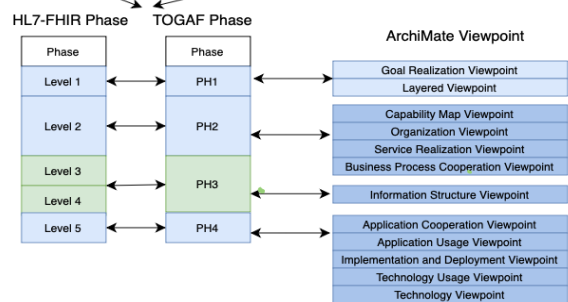 HL7-FHIR Phase
TOGAF Phase
ArchiMate Viewpoint
Phase
Phase
Level 1
PH1
Goal Realization Viewpoint
Layered Viewpoint
Level 2
PH2
Capability Map Viewpoint
Organization Viewpoint
Service Realization Viewpoint
Business Process Cooperation Viewpoint
Level 3
Level 4
PH3
Information Structure Viewpoint
Level 5
PH4
Application Cooperation Viewpoint
Application Usage Viewpoint
Implementation and Deployment Viewpoint
Technology Usage Viewpoint
Technology Viewpoint